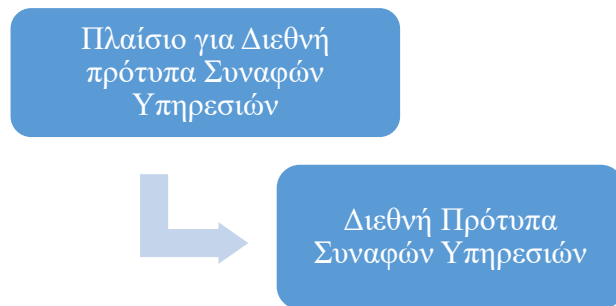 Πλαίσιο για Διεθνή
πρότυπα Συναφών
Υπηρεσιών
Διεθνή Πρότυπα
Συναφών Υπηρεσιών